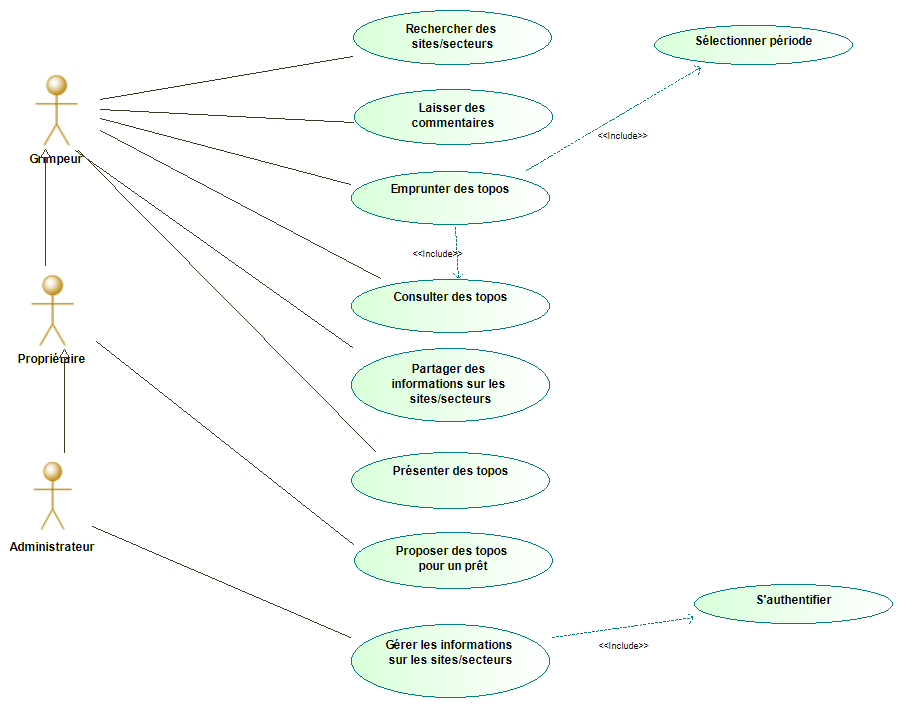 Rechercher des
sites/secteurs
Sélectionner période
Laisser des
commentaires
<<Include>>
Grimpeur
Emprunter des topos
<<Include>>
Consulter des topos
Propriétaire
Partager des
informations sur les
sites/secteurs
Présenter des topos
Administrateur
Proposer des topos
pour un prêt
S'authentifier
Gérer les informations
sur les sites/secteurs
<<Include>>